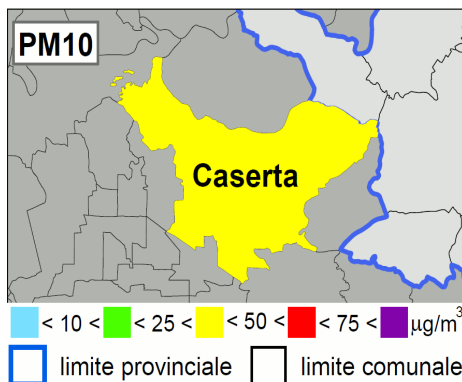 PM10
Caserta
< 10 < < 25 < < 50 < < 75 < µg/m³
limite provinciale limite comunale